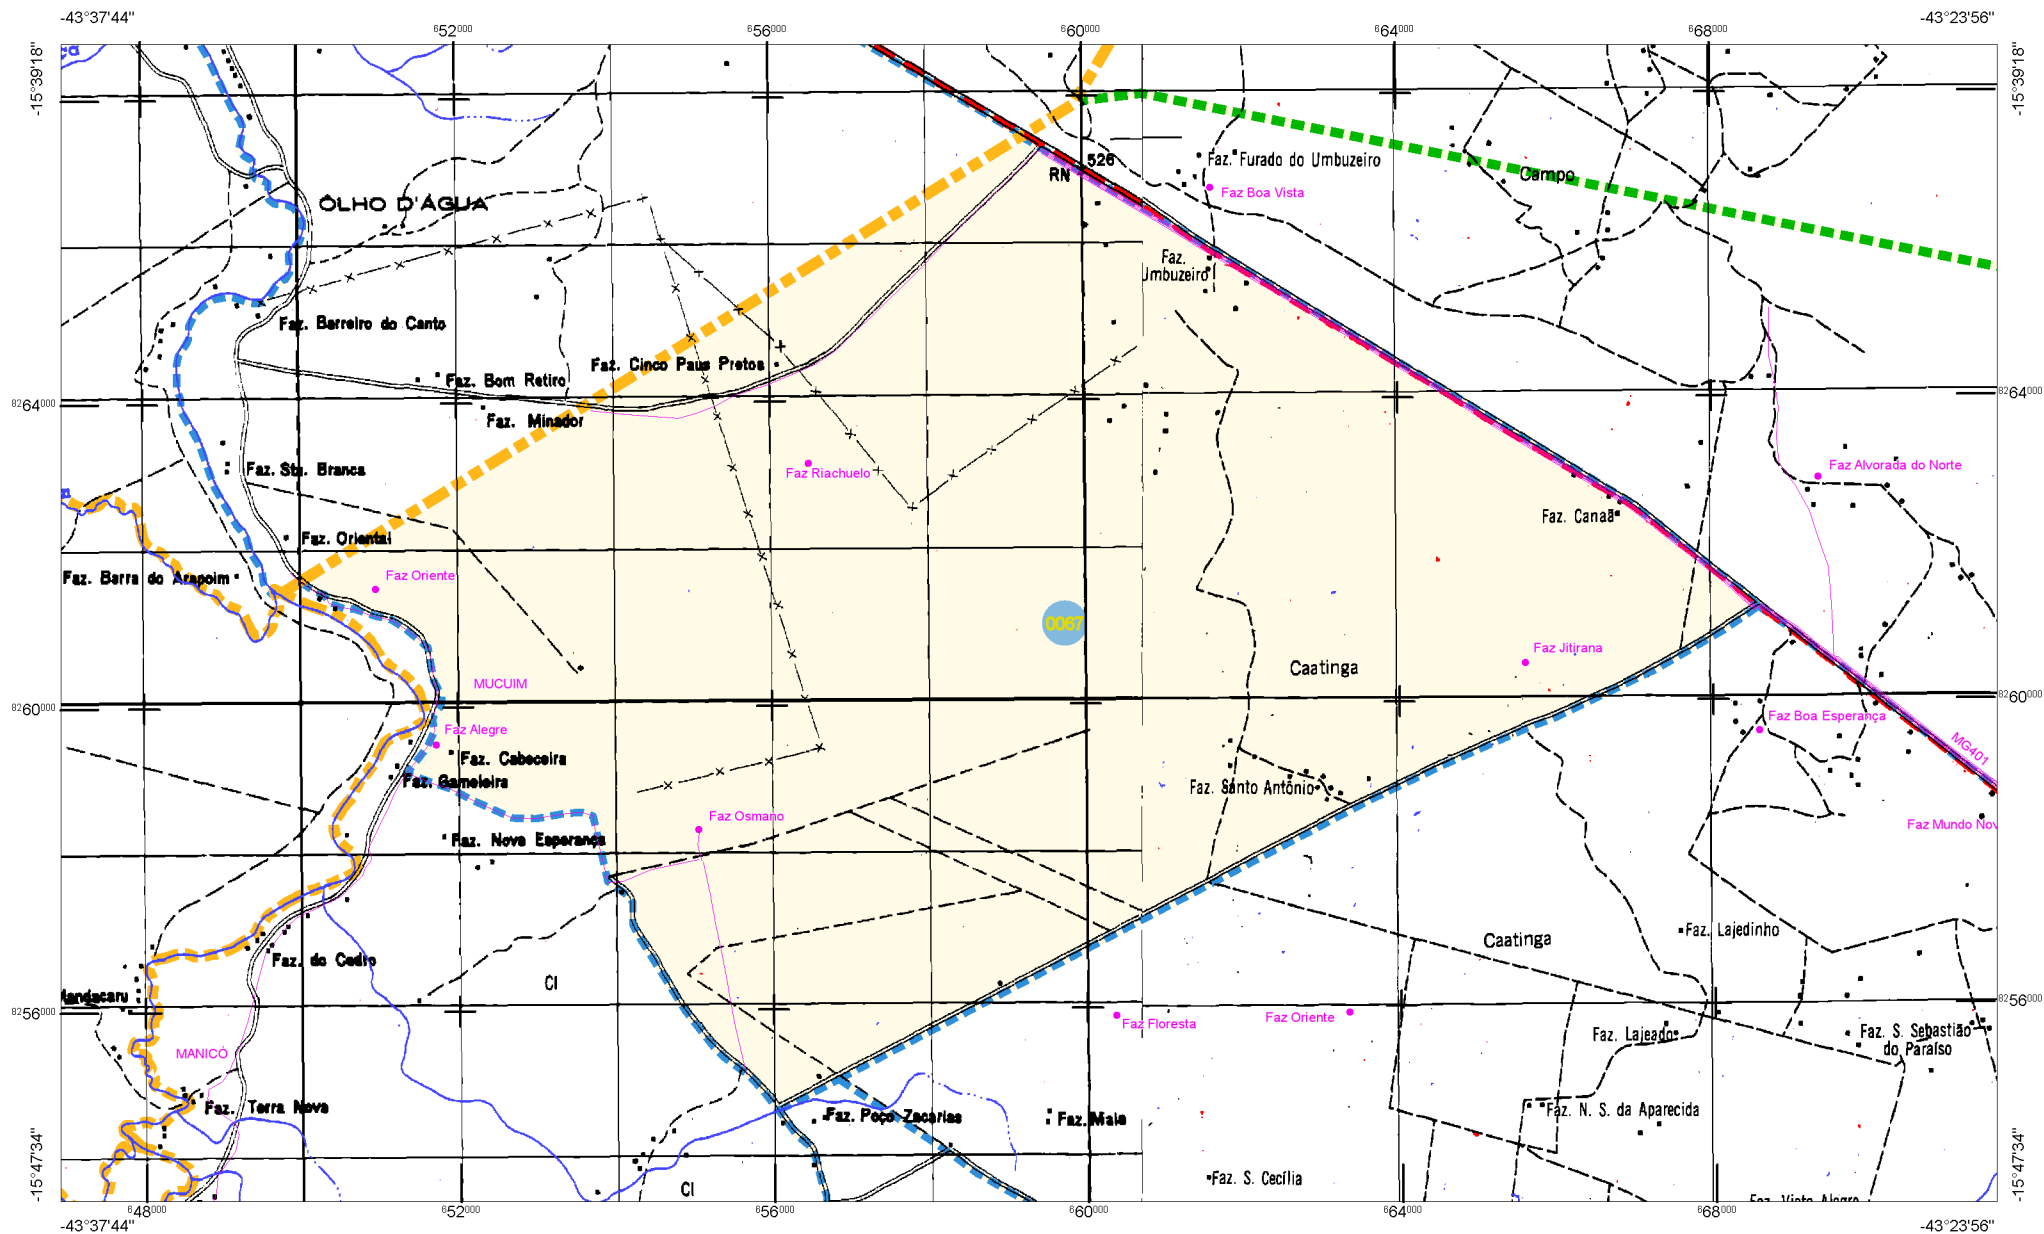 -43°37'44"
652000
656000
660000
664000
668000
-43°23'56"
-15°39'18"
-15°39'18"
526
RN
Faz. Furado do Umbuzeiro
Campo
Faz Boa Vista
ÔLHO D'ÁGUA
Faz.
Umbuzeiro
Faz. Barreiro do Canto
Faz. Cinco Paus Pretos
Faz. Bom Retiro
8264000
8264000
Faz. Minador
Faz. Sta. Branca
Faz Riachuelo
Faz Alvorada do Norte
Faz. Canaã
Faz. Oriental
Faz. Barra do Arapoim
Faz Oriente
0067
Faz Jitirana
Caatinga
MUCUIM
8260000
8260000
Faz Alegre
Faz Boa Esperança
MG401
Faz. Cabeceira
Faz. Gameleira
Faz. Santo Antônio
Faz Osmano
Faz Mundo Nov
Faz. Nova Esperança
Faz. Lajedinho
Caatinga
Faz. do Cedro
Cl
Mandacaru
8256000
8256000
Faz Floresta
Faz Oriente
Faz. Lajeado
Faz. S. Sebastião
do Paraíso
MANICÓ
Faz. Terra Nova
Faz. Poço Zacarias
Faz. Maia
Faz. N. S. da Aparecida
Faz. S. Cecília
Cl
Faz. Vista Alegre
-15°47'34"
-15°47'34"
648000
652000
656000
660000
664000
668000
-43°37'44"
-43°23'56"